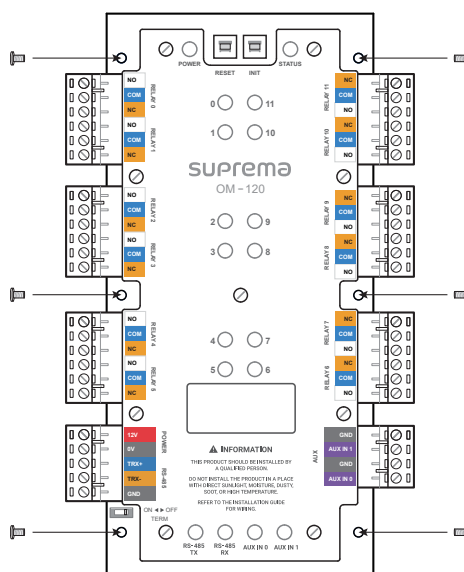 POWER
RESET
INIT
STATUS
NO
COM
NC
RELAY 0
NO
COM
NC
RELAY 1
0
11
1
10
NC
COM
NO
RELAY 11
NC
COM
NO
RELAY 10
suprema
OM-120
NO
COM
NC
RELAY 2
NO
COM
NC
RELAY 3
2
9
3
8
NC
COM
NO
RELAY 9
NC
COM
NO
RELAY 8
NO
COM
NC
RELAY 4
NO
COM
NC
RELAY 5
4
7
5
6
NC
COM
NO
RELAY 7
NC
COM
NO
RELAY 6
12V
0V
POWER
TRX+
TRX-
GND
RS-485
INFORMATION
THIS PRODUCT SHOULD BE INSTALLED BY
A QUALIFIED PERSON.
DO NOT INSTALL THE PRODUCT IN A PLACE
WITH DIRECT SUNLIGHT, MOISTURE, DUSTY,
SOOT, OR HIGH TEMPERATURE.
REFER TO THE INSTALLATION GUIDE
FOR WIRING.
AUX
GND
AUX IN 1
GND
AUX IN 0
ON ◄► OFF
TERM
RS-485
TX
RS-485
RX
AUX IN 0
AUX IN 1